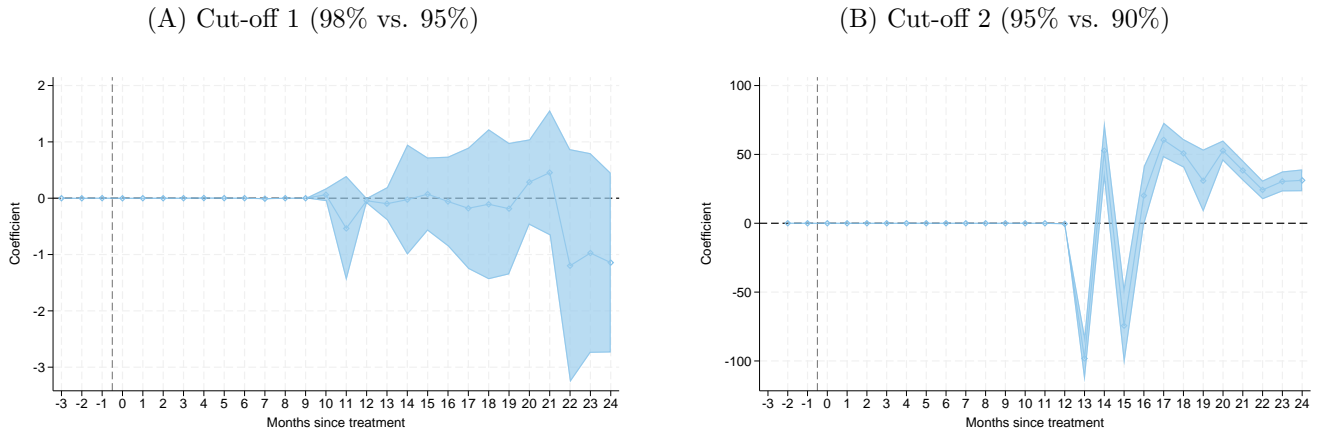 (A) Cut-off 1 (98% vs. 95%)
2
1
0
-1
-2
-3
Coefficient
-3 -2 -1 0 1 2 3 4 5 6 7 8 9 10 11 12 13 14 15 16 17 18 19 20 21 22 23 24
Months since treatment
(B) Cut-off 2 (95% vs. 90%)
100
50
0
-50
-100
Coefficient
-3 -2 -1 0 1 2 3 4 5 6 7 8 9 10 11 12 13 14 15 16 17 18 19 20 21 22 23 24
Months since treatment